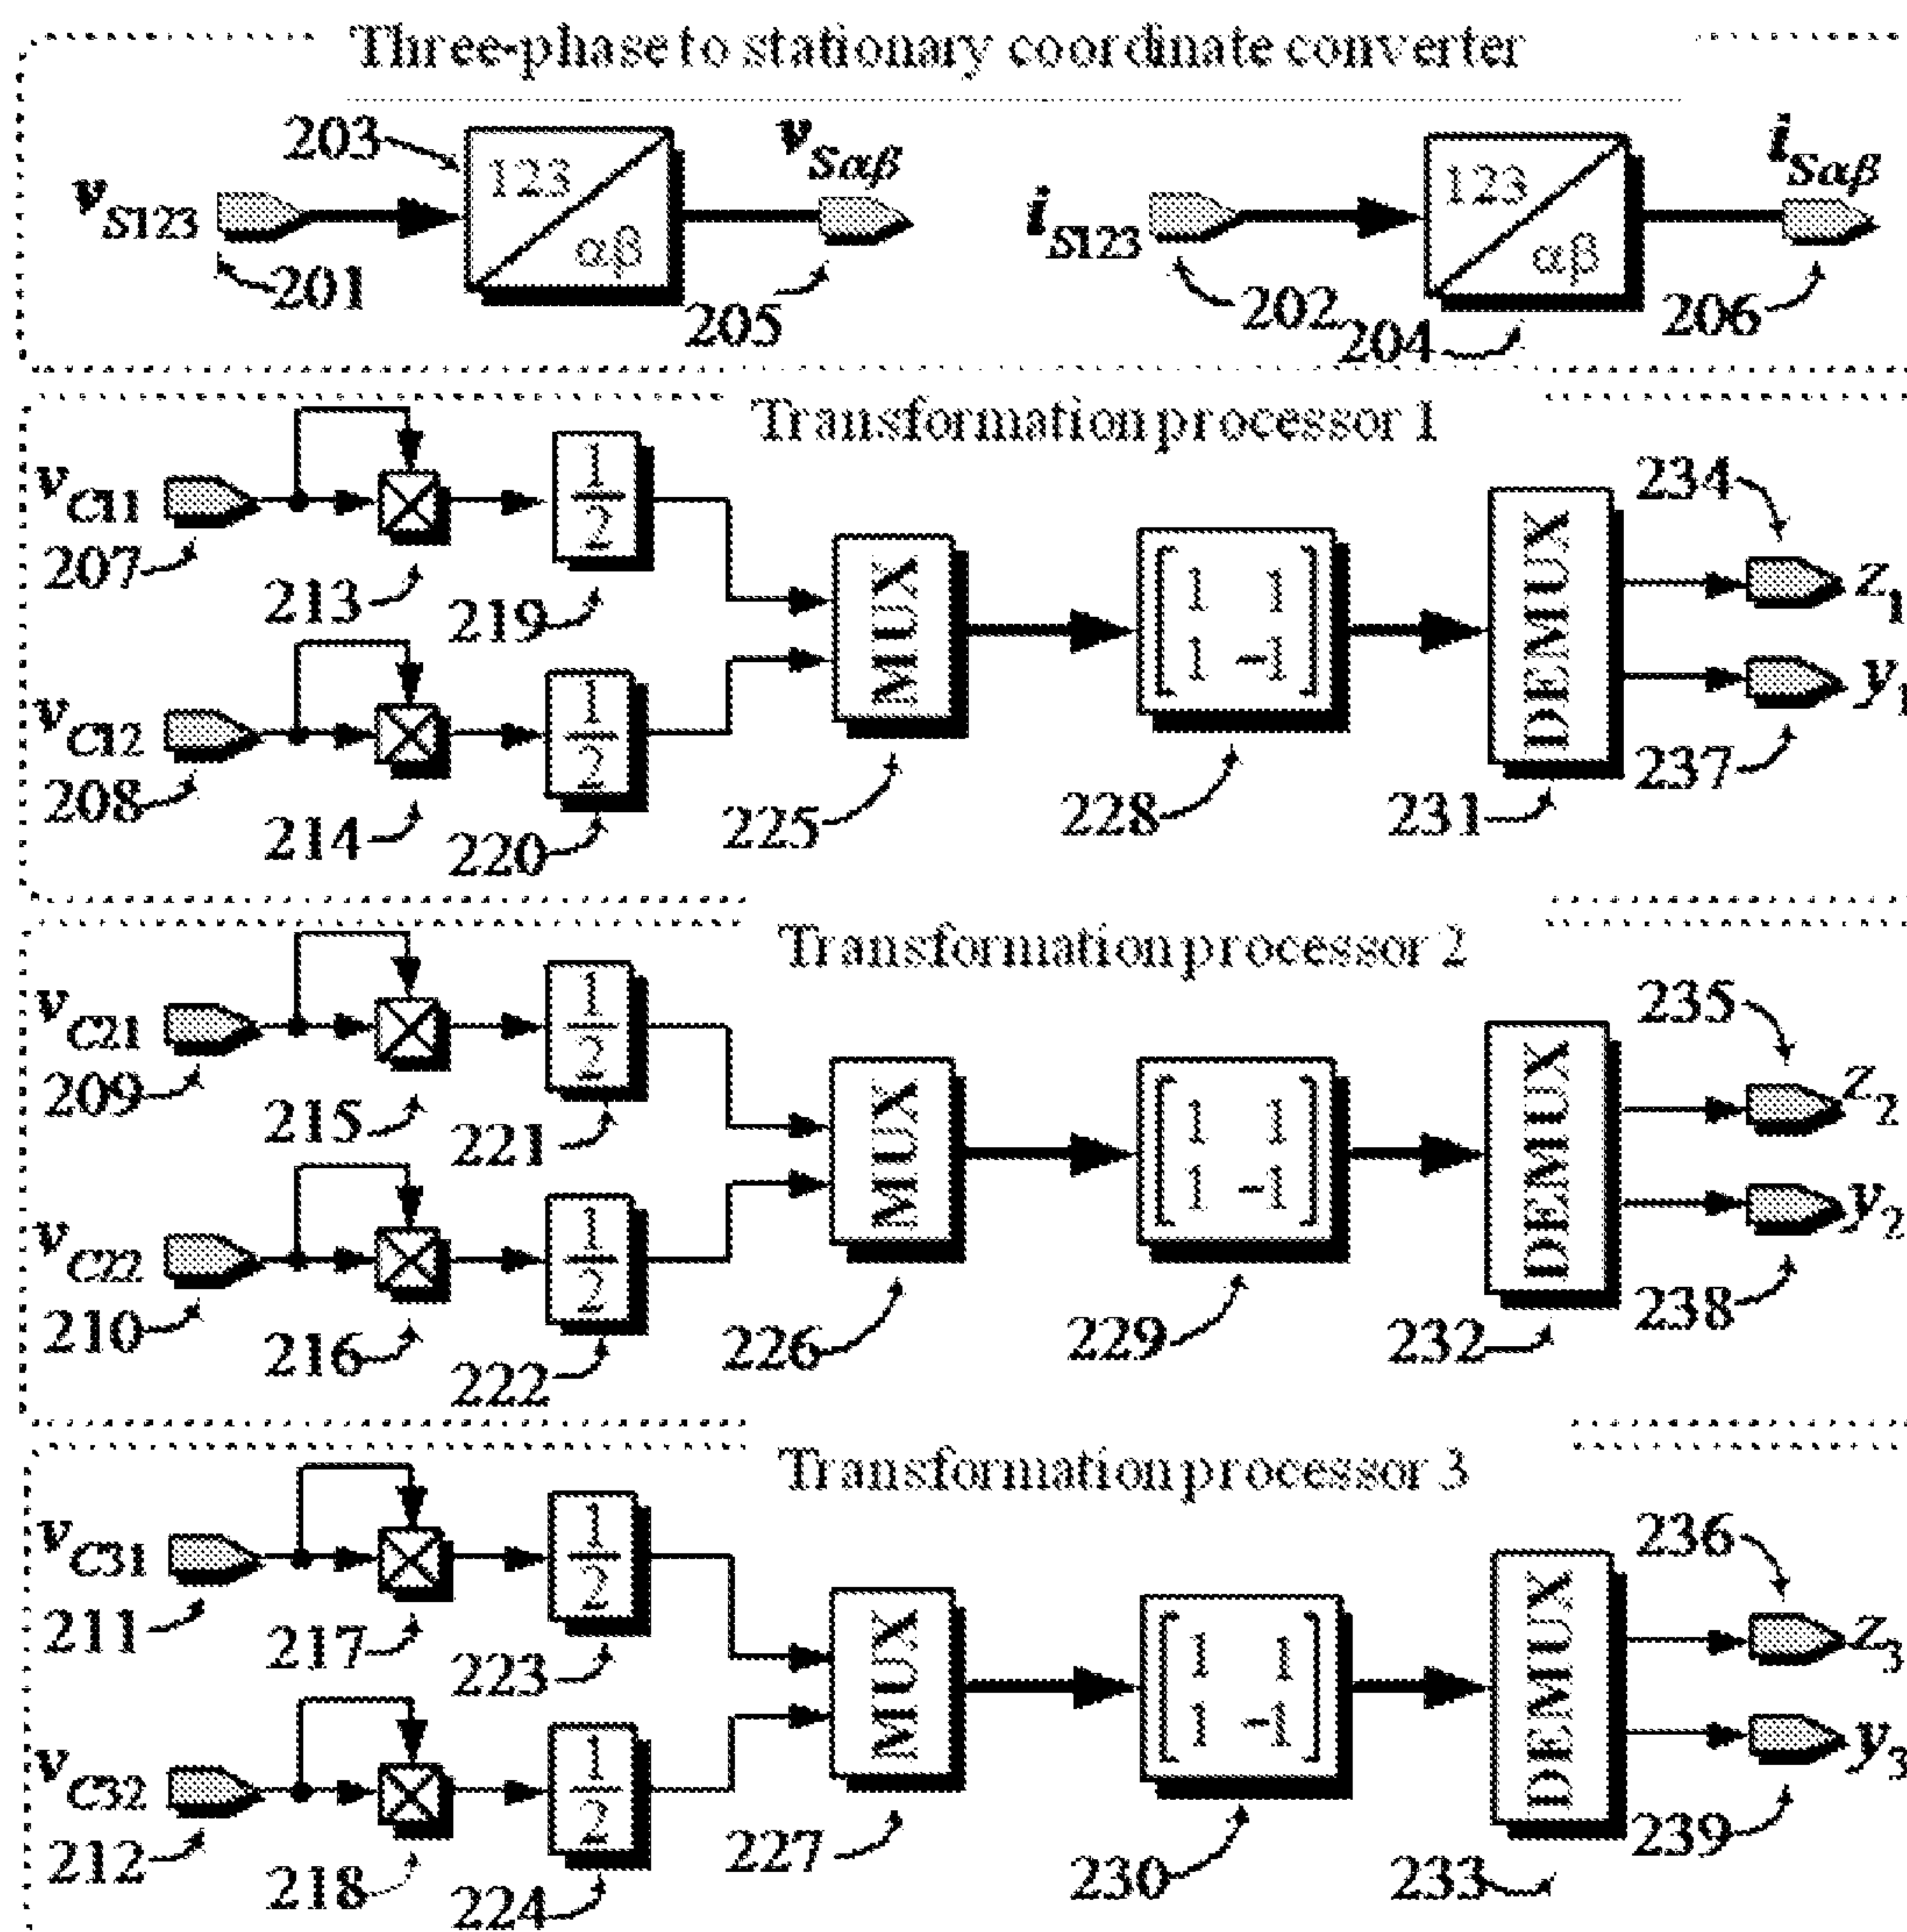 Three-phase to stationary coordinate converter
203
v_S123
201
123
αβ
v_Sαβ
205
i_S123
202
123
αβ
204
i_Sαβ
206
Transformation processor 1
v_C11
207
213
1
2
219
v_C12
208
214
1
2
220
MUX
225
1 1
1 -1
228
DEMUX
231
234
z_1
y_1
237
Transformation processor 2
v_C21
209
215
1
2
221
v_C22
210
216
1
2
222
MUX
226
1 1
1 -1
229
DEMUX
232
235
z_2
y_2
238
Transformation processor 3
v_C31
211
217
1
2
223
v_C32
212
218
1
2
224
MUX
227
1 1
1 -1
230
DEMUX
233
236
z_3
y_3
239